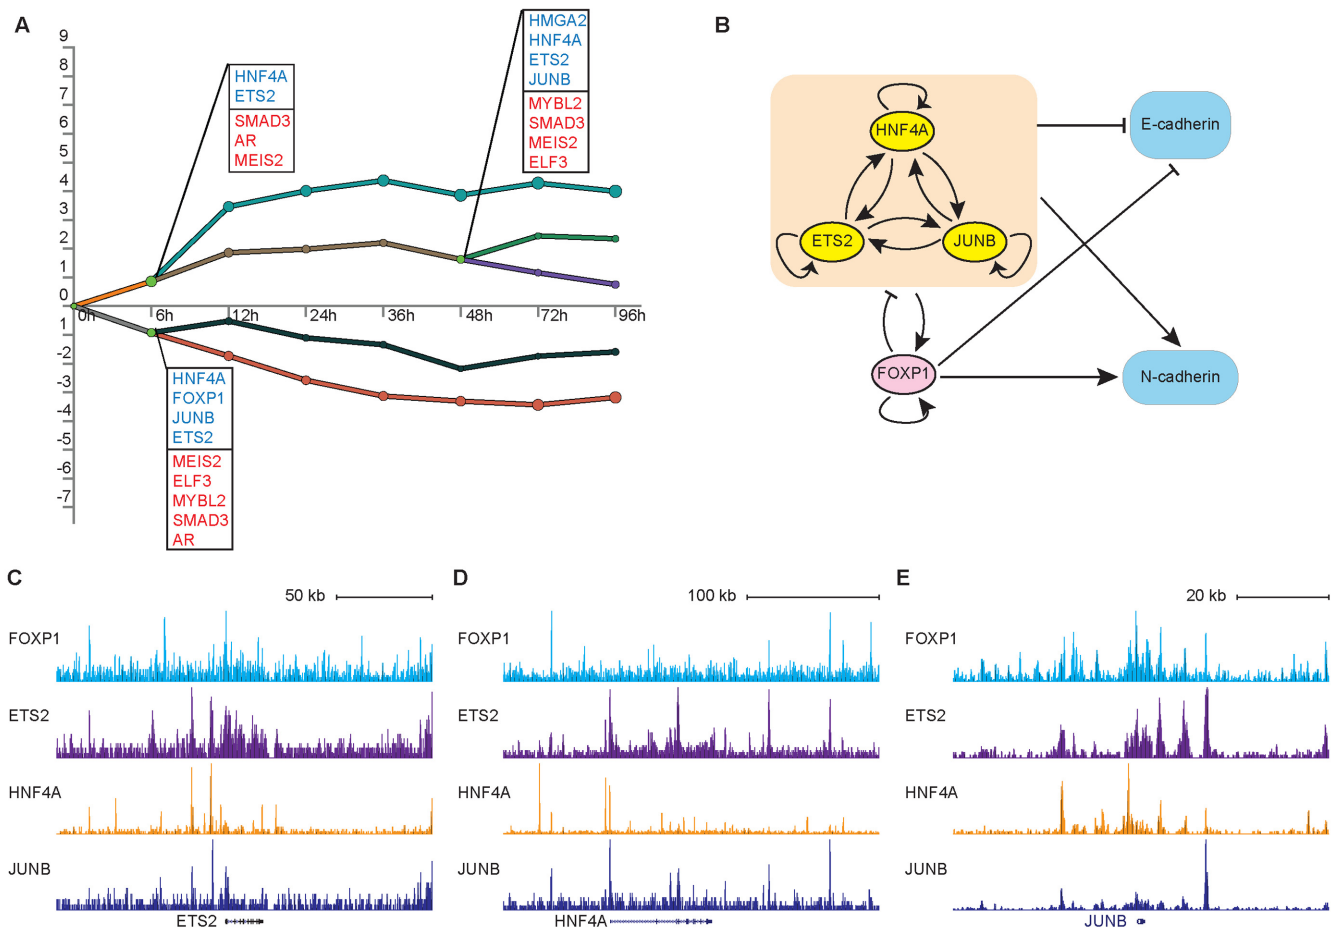 A
9
8
7
6
5
4
3
2
1
0
1
-2
-3
-4
-5
-6
-7
0h
6h
12h
24h
36h
48h
72h
96h
HNF4A
ETS2
SMAD3
AR
MEIS2
HMGA2
HNF4A
ETS2
JUNB
MYBL2
SMAD3
MEIS2
ELF3
HNF4A
FOXP1
JUNB
ETS2
MEIS2
ELF3
MYBL2
SMAD3
AR
B
HNF4A
ETS2
JUNB
FOXP1
E-cadherin
N-cadherin
C
50 kb
FOXP1
ETS2
HNF4A
JUNB
ETS2
D
100 kb
FOXP1
ETS2
HNF4A
JUNB
HNF4A
E
20 kb
FOXP1
ETS2
HNF4A
JUNB
JUNB